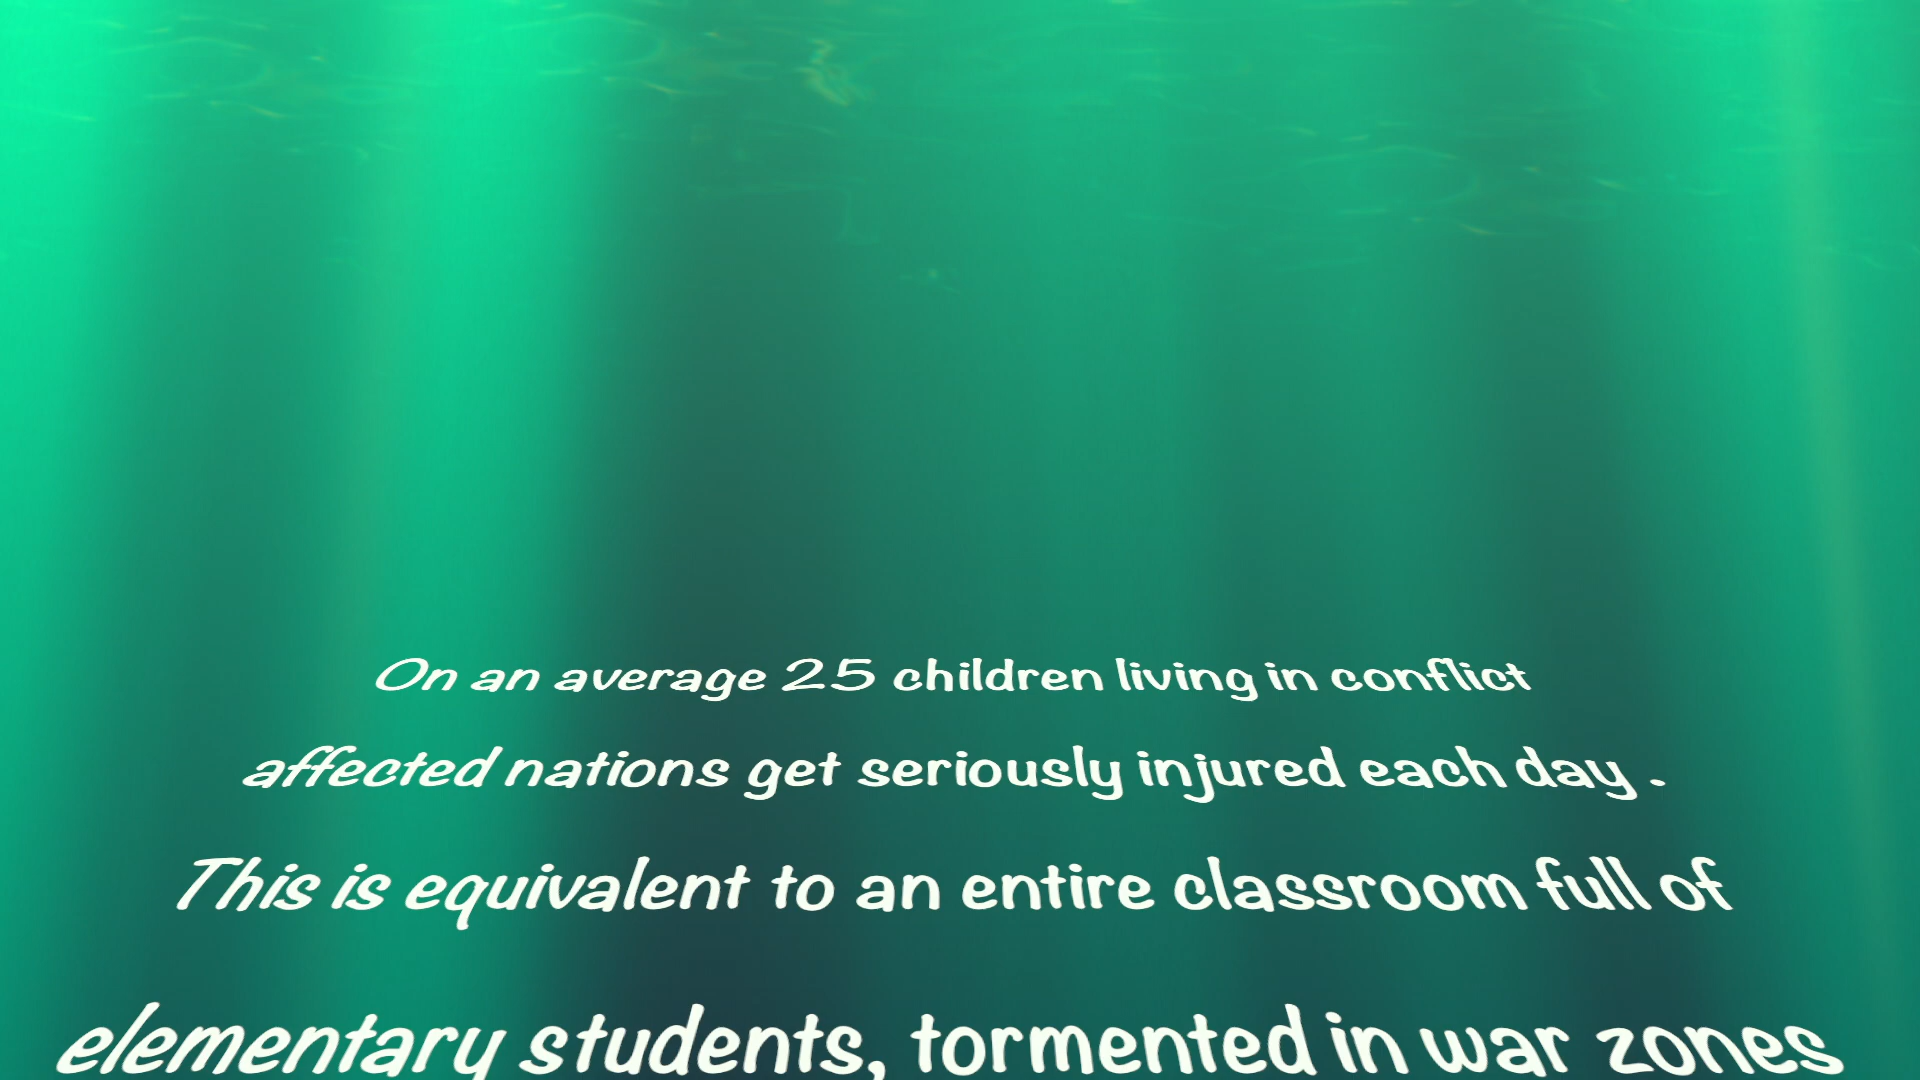 On an average 25 children living in conflict
affected nations get seriously injured each day .
This is equivalent to an entire classroom full of
elementary students, tormented in war zones